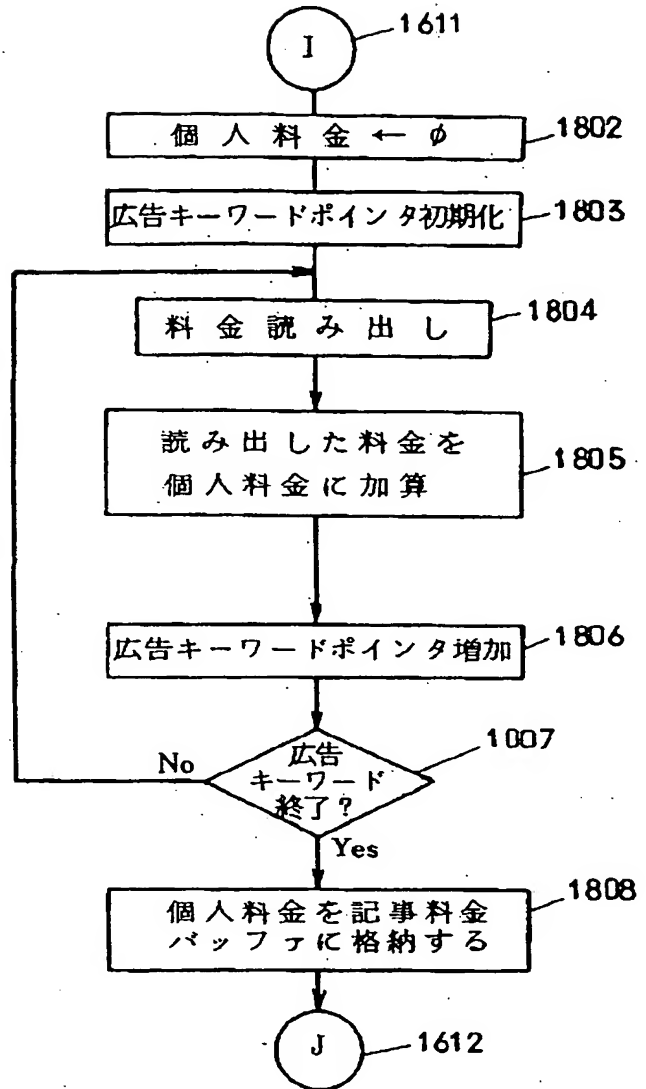 I
1611
個人料金 ← φ
1802
広告キーワードポインタ初期化
1803
料金読み出し
1804
読み出した料金を
個人料金に加算
1805
広告キーワードポインタ増加
1806
広告
キーワード
終了?
1007
No
Yes
個人料金を記事料金
バッファに格納する
1808
J
1612